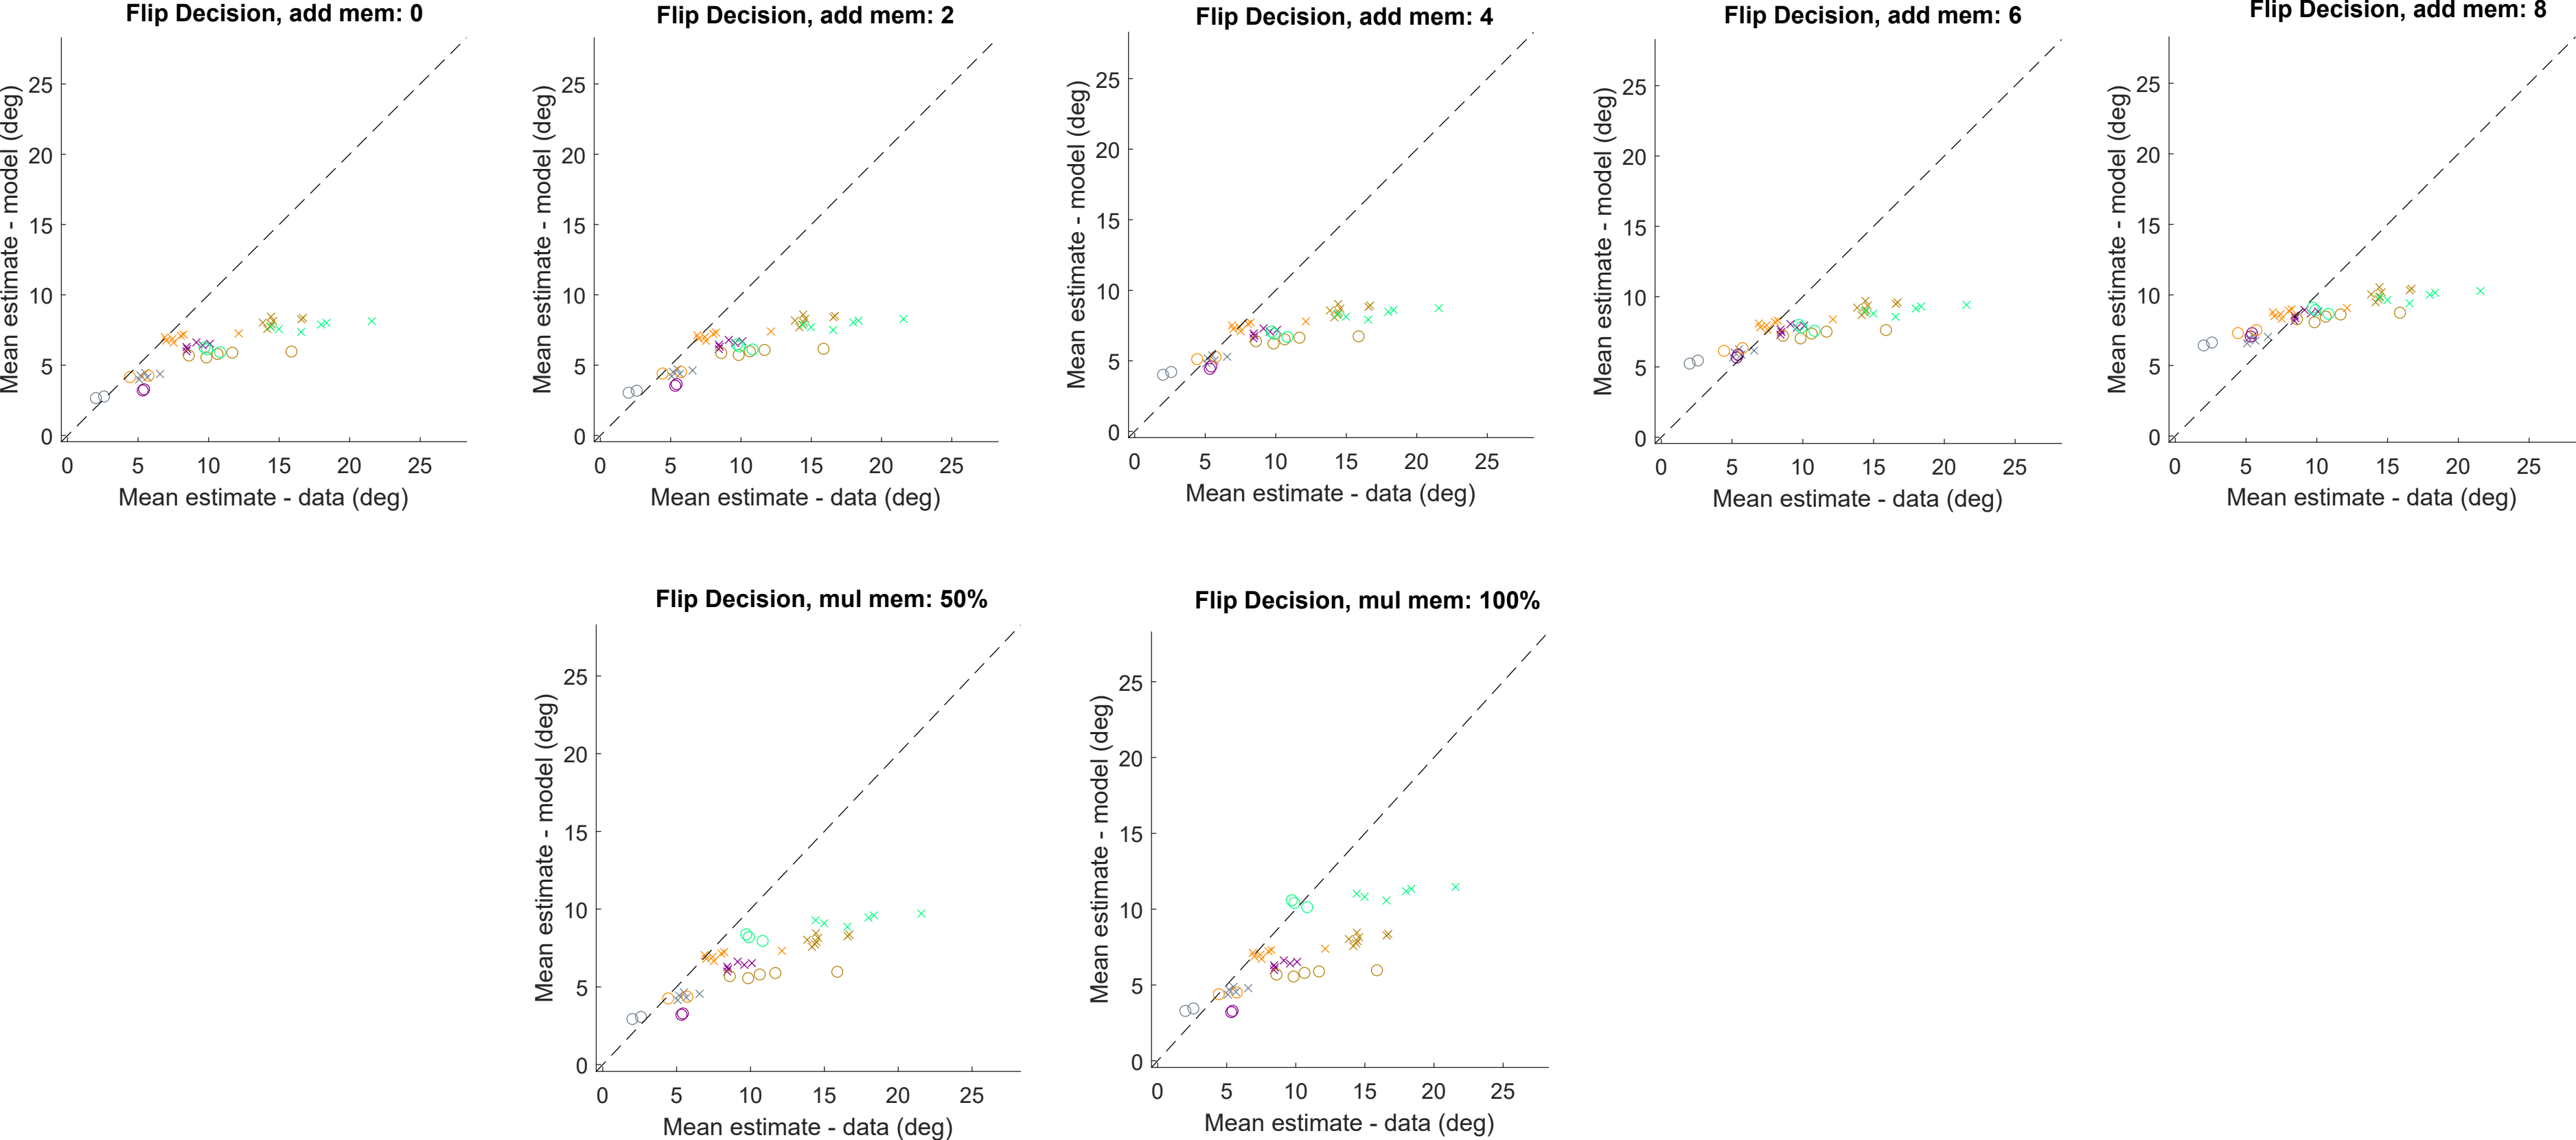 Flip Decision, add mem: 0
Mean estimate - model (deg)
25
20
15
10
5
0
0 5 10 15 20 25
Mean estimate - data (deg)
Flip Decision, add mem: 2
Mean estimate - model (deg)
25
20
15
10
5
0
0 5 10 15 20 25
Mean estimate - data (deg)
Flip Decision, add mem: 4
Mean estimate - model (deg)
25
20
15
10
5
0
0 5 10 15 20 25
Mean estimate - data (deg)
Flip Decision, add mem: 6
Mean estimate - model (deg)
25
20
15
10
5
0
0 5 10 15 20 25
Mean estimate - data (deg)
Flip Decision, add mem: 8
Mean estimate - model (deg)
25
20
15
10
5
0
0 5 10 15 20 25
Mean estimate - data (deg)
Flip Decision, mul mem: 50%
Mean estimate - model (deg)
25
20
15
10
5
0
0 5 10 15 20 25
Mean estimate - data (deg)
Flip Decision, mul mem: 100%
Mean estimate - model (deg)
25
20
15
10
5
0
0 5 10 15 20 25
Mean estimate - data (deg)